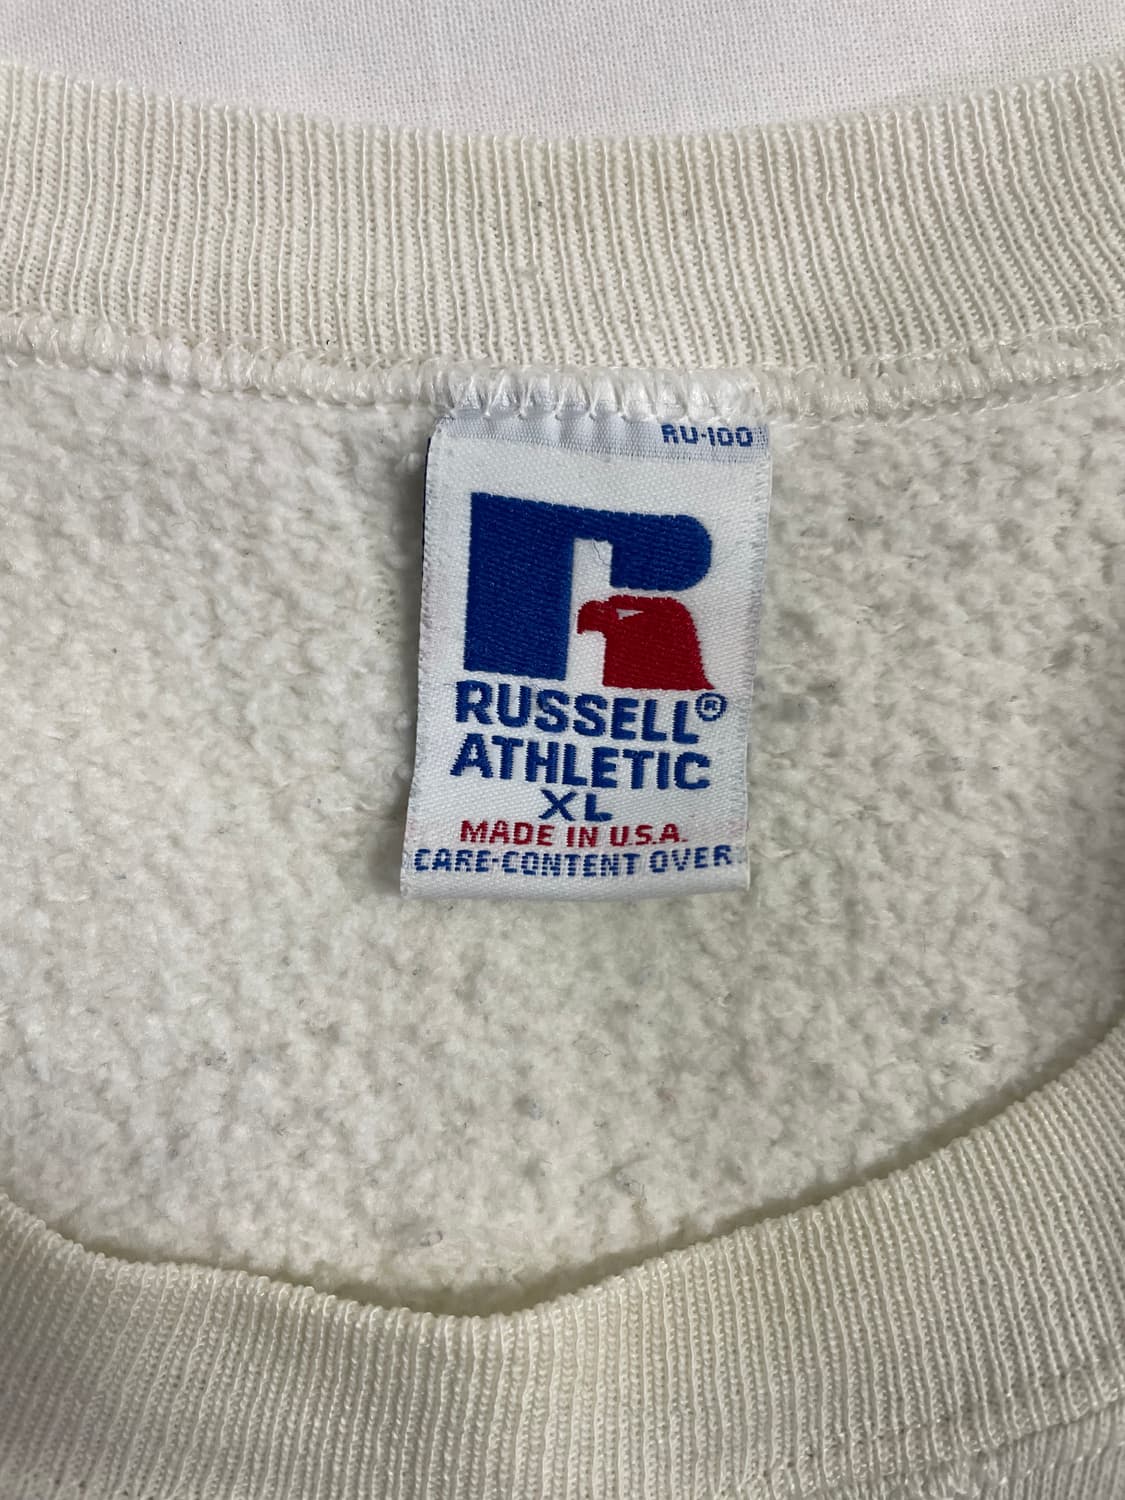 RU-100
RUSSELL®
ATHLETIC
XL
MADE IN U.S.A.
CARE-CONTENT OVER